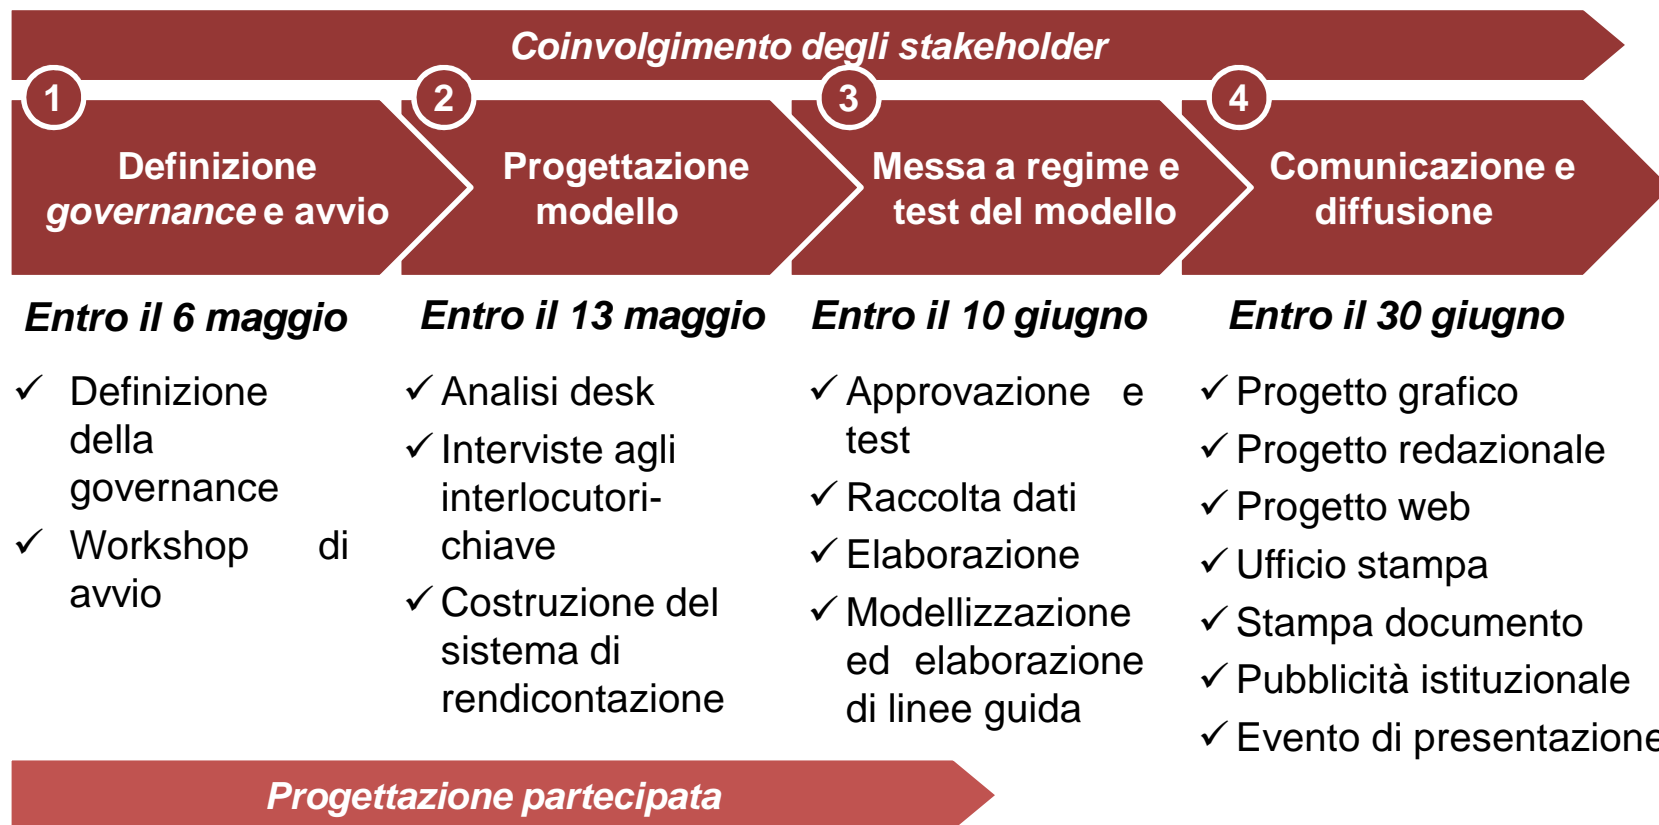 Coinvolgimento degli stakeholder
1
Definizione
governance e avvio
2
Progettazione
modello
3
Messa a regime e
test del modello
4
Comunicazione e
diffusione
Entro il 6 maggio
✓ Definizione
della
governance
✓ Workshop di
avvio
Entro il 13 maggio
✓ Analisi desk
✓ Interviste agli
interlocutori-
chiave
✓ Costruzione del
sistema di
rendicontazione
Entro il 10 giugno
✓ Approvazione e
test
✓ Raccolta dati
✓ Elaborazione
✓ Modellizzazione
ed elaborazione
di linee guida
Entro il 30 giugno
✓ Progetto grafico
✓ Progetto redazionale
✓ Progetto web
✓ Ufficio stampa
✓ Stampa documento
✓ Pubblicità istituzionale
✓ Evento di presentazione
Progettazione partecipata